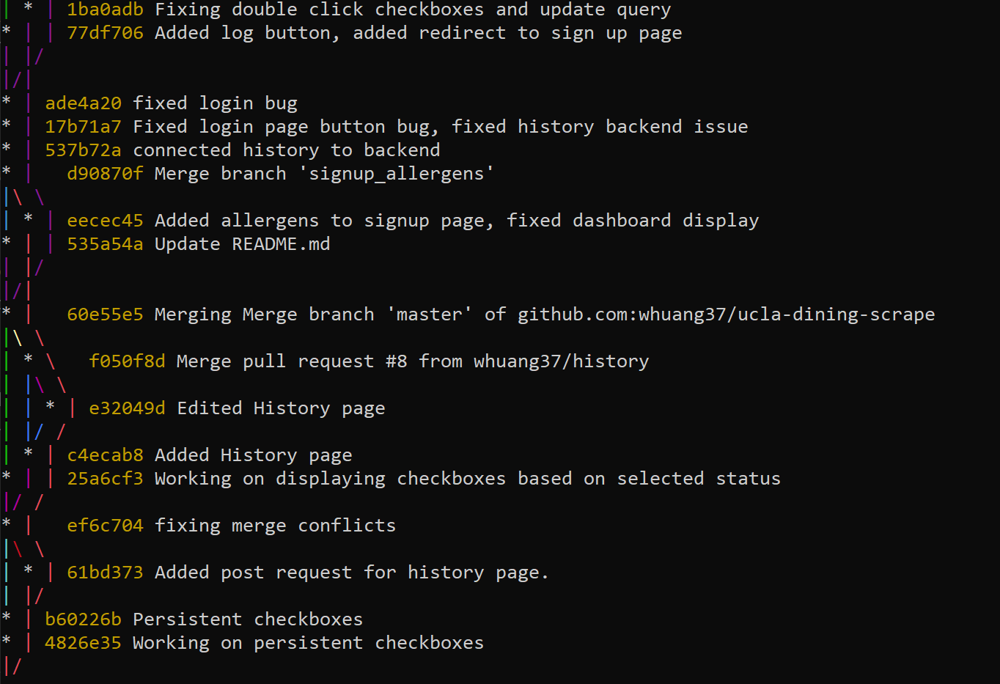 | * | 1ba0adb Fixing double click checkboxes and update query
* | | 77df706 Added log button, added redirect to sign up page
| |/
|/|
* | ade4a20 fixed login bug
* | 17b71a7 Fixed login page button bug, fixed history backend issue
* | 537b72a connected history to backend
* |   d90870f Merge branch 'signup_allergens'
|\ \
| * | eecec45 Added allergens to signup page, fixed dashboard display
* | | 535a54a Update README.md
| |/
|/|
* |   60e55e5 Merging Merge branch 'master' of github.com:whuang37/ucla-dining-scrape
|\ \
| * \   f050f8d Merge pull request #8 from whuang37/history
| |\ \
| | * | e32049d Edited History page
| |/ /
| * | c4ecab8 Added History page
* | | 25a6cf3 Working on displaying checkboxes based on selected status
|/ /
* |   ef6c704 fixing merge conflicts
|\ \
| * | 61bd373 Added post request for history page.
| |/
* | b60226b Persistent checkboxes
* | 4826e35 Working on persistent checkboxes
|/